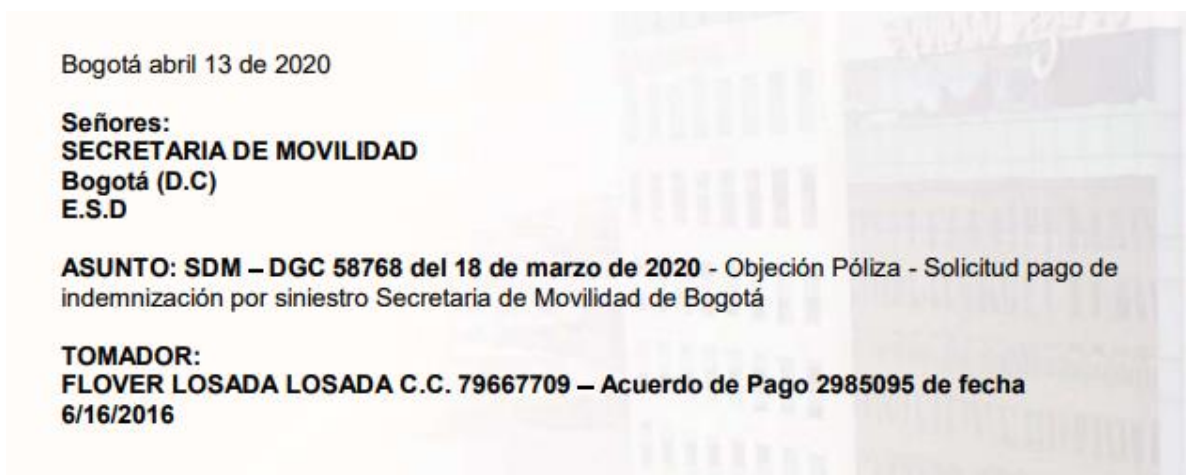 Bogotá abril 13 de 2020
Señores:
SECRETARIA DE MOVILIDAD
Bogotá (D.C)
E.S.D
ASUNTO: SDM – DGC 58768 del 18 de marzo de 2020 - Objeción Póliza - Solicitud pago de
indemnización por siniestro Secretaria de Movilidad de Bogotá
TOMADOR:
FLOVER LOSADA LOSADA C.C. 79667709 – Acuerdo de Pago 2985095 de fecha
6/16/2016